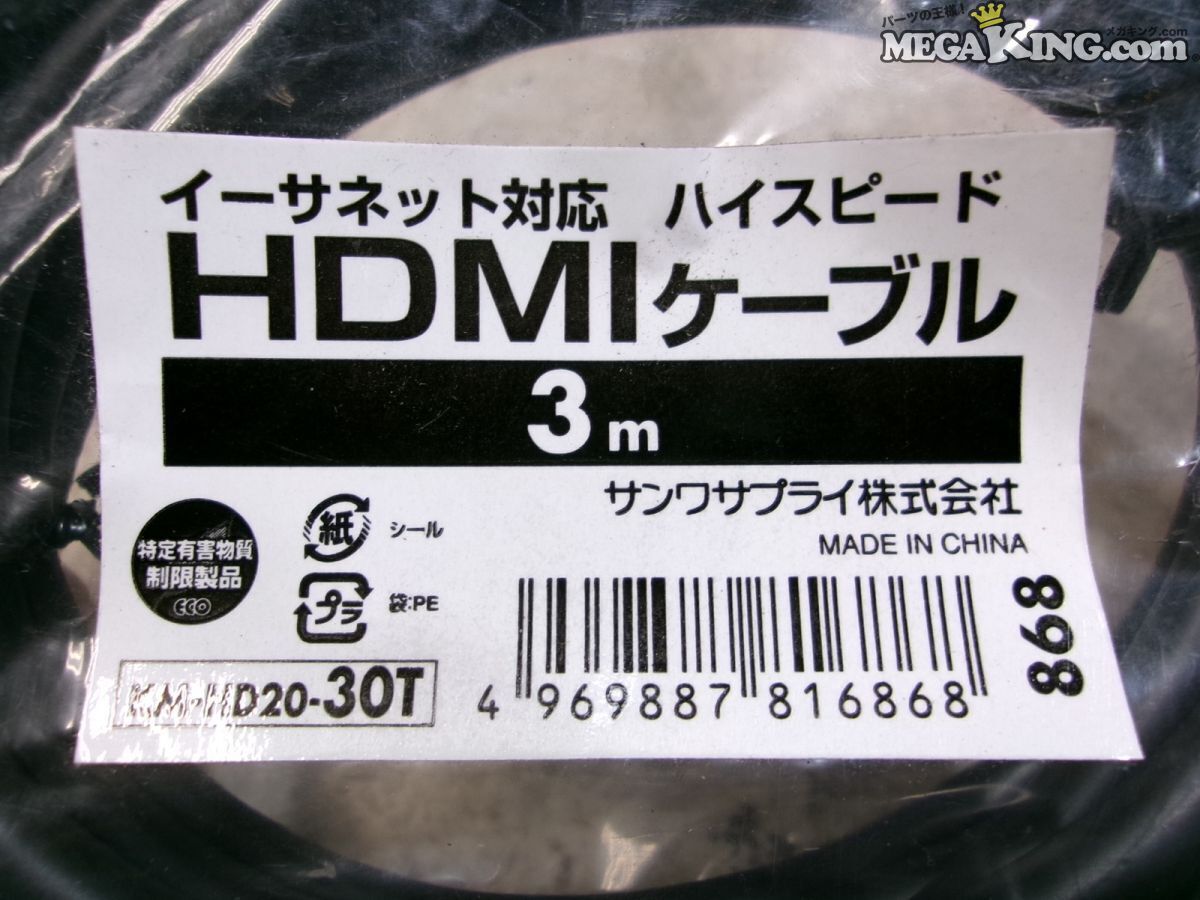 パーツの王様!
メガキング.com
MEGAKING.com
イーサネット対応 ハイスピード
HDMIケーブル
3m
サンワサプライ株式会社
MADE IN CHINA
特定有害物質
制限製品
ECO
紙 シール
プラ 袋:PE
KM-HD20-30T
4 969887 816868
868